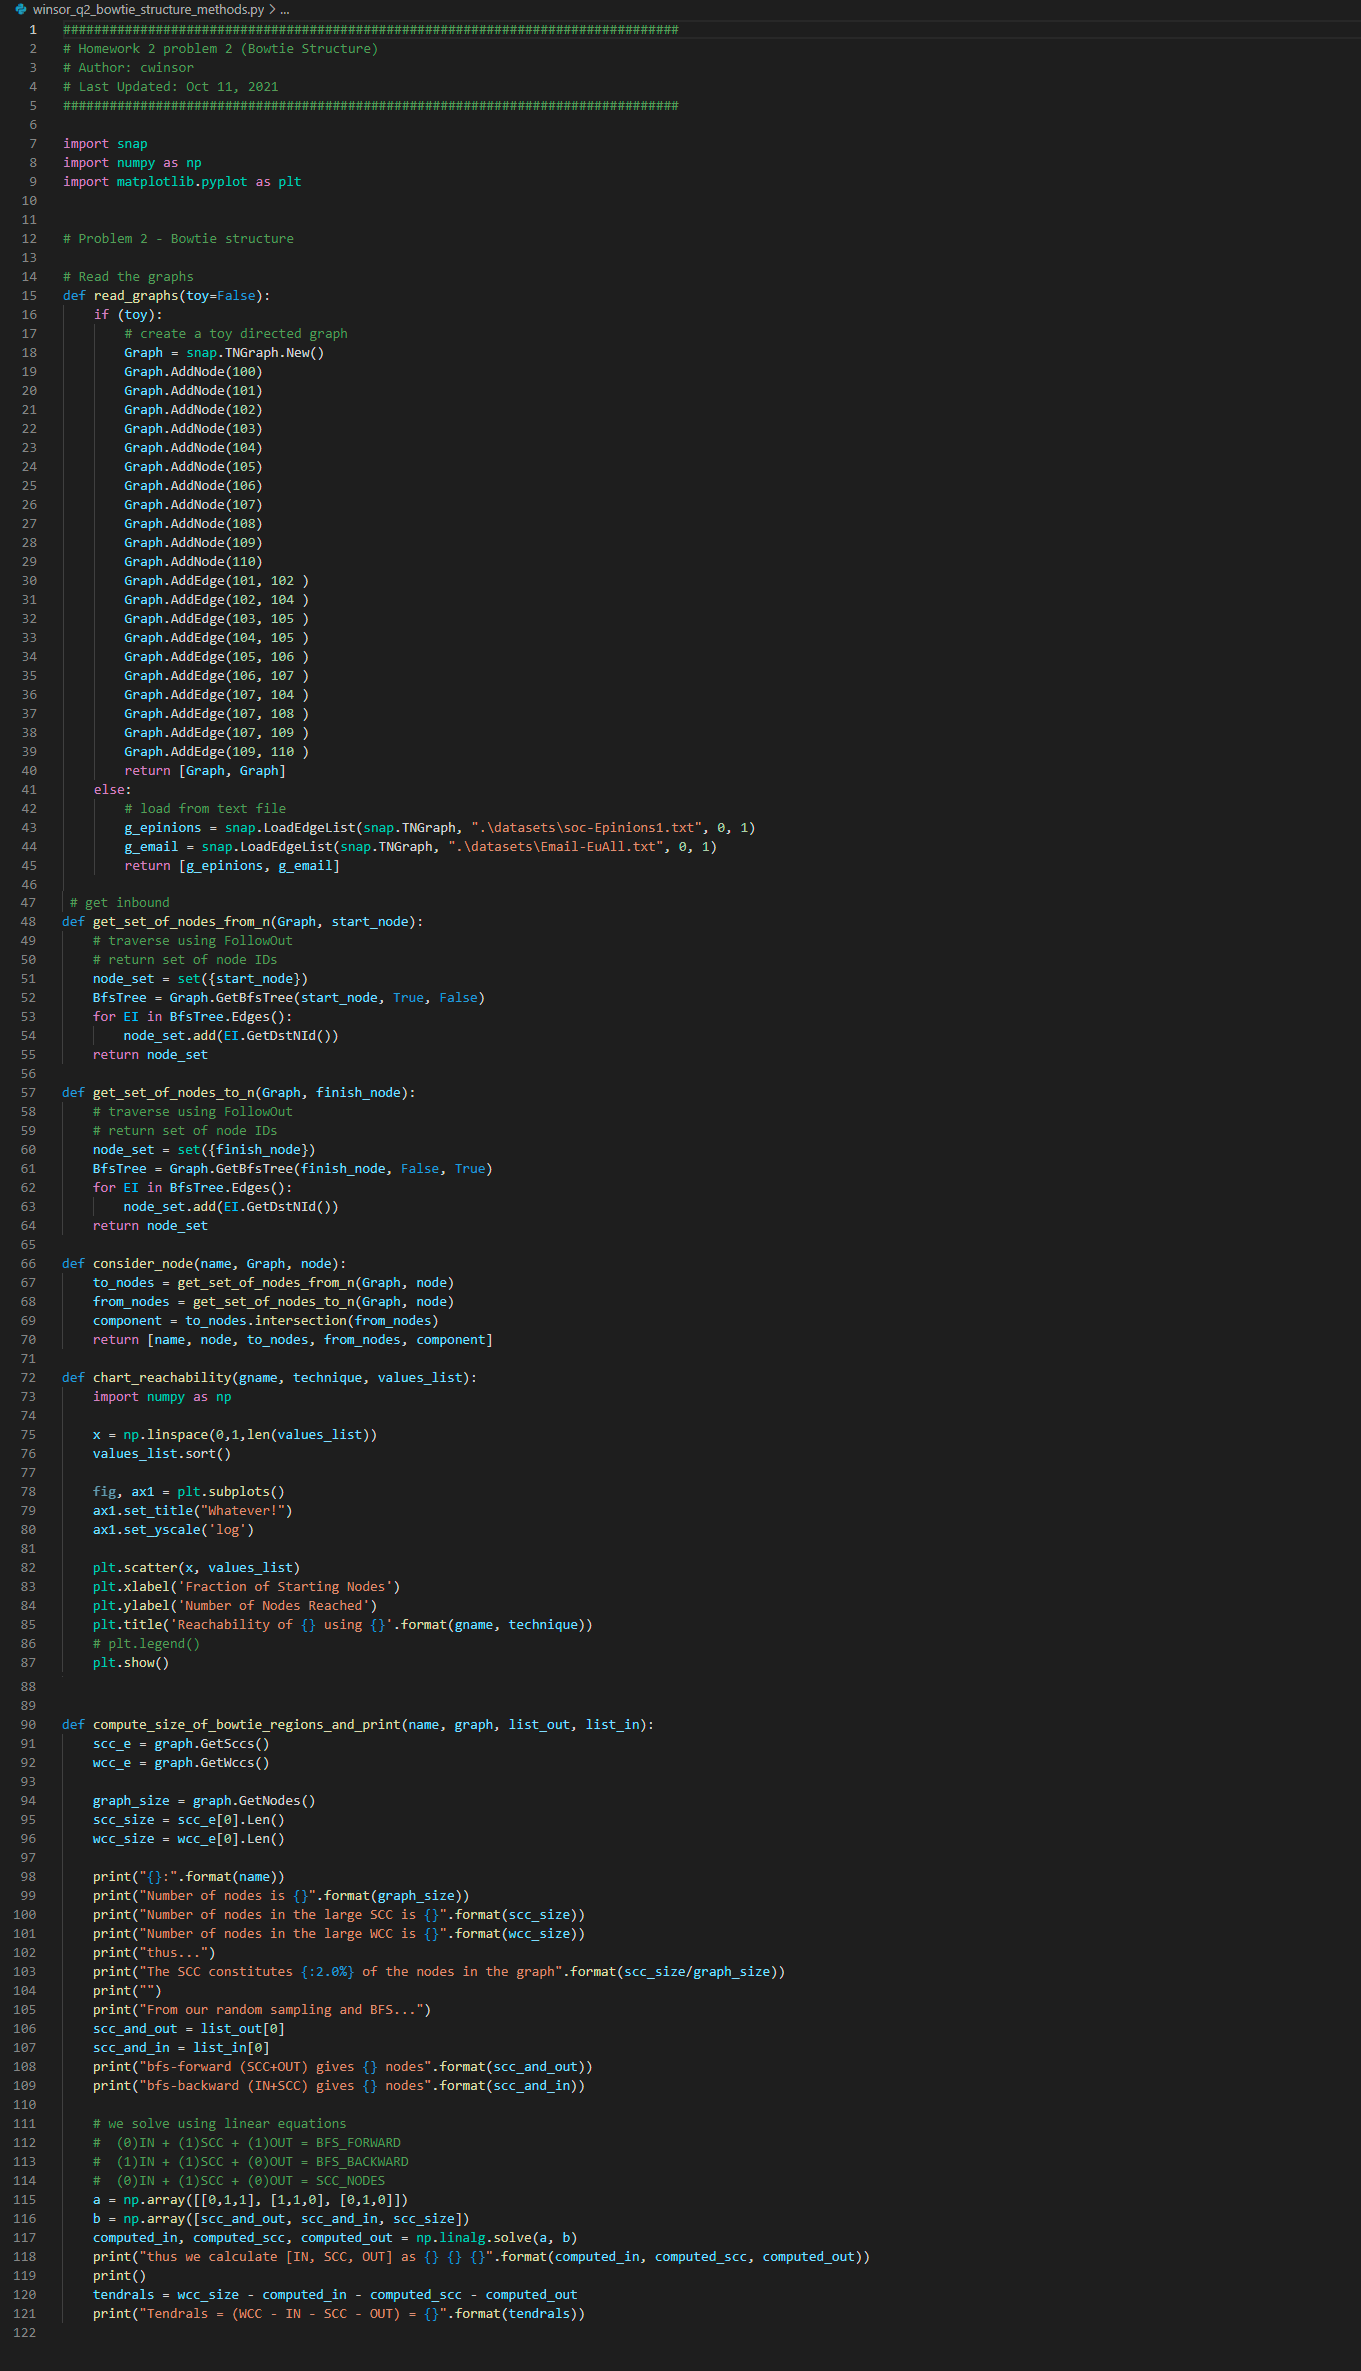 winsor_q2_bowtie_structure_methods.py > ...
1 ################################################################################
2 # Homework 2 problem 2 (Bowtie Structure)
3 # Author: cwinsor
4 # Last Updated: Oct 11, 2021
5 ################################################################################
6
7 import snap
8 import numpy as np
9 import matplotlib.pyplot as plt
10
11
12 # Problem 2 - Bowtie structure
13
14 # Read the graphs
15 def read_graphs(toy=False):
16     if (toy):
17         # create a toy directed graph
18         Graph = snap.TNGraph.New()
19         Graph.AddNode(100)
20         Graph.AddNode(101)
21         Graph.AddNode(102)
22         Graph.AddNode(103)
23         Graph.AddNode(104)
24         Graph.AddNode(105)
25         Graph.AddNode(106)
26         Graph.AddNode(107)
27         Graph.AddNode(108)
28         Graph.AddNode(109)
29         Graph.AddNode(110)
30         Graph.AddEdge(101, 102 )
31         Graph.AddEdge(102, 104 )
32         Graph.AddEdge(103, 105 )
33         Graph.AddEdge(104, 105 )
34         Graph.AddEdge(105, 106 )
35         Graph.AddEdge(106, 107 )
36         Graph.AddEdge(107, 104 )
37         Graph.AddEdge(107, 108 )
38         Graph.AddEdge(107, 109 )
39         Graph.AddEdge(109, 110 )
40         return [Graph, Graph]
41     else:
42         # load from text file
43         g_epinions = snap.LoadEdgeList(snap.TNGraph, ".\datasets\soc-Epinions1.txt", 0, 1)
44         g_email = snap.LoadEdgeList(snap.TNGraph, ".\datasets\Email-EuAll.txt", 0, 1)
45         return [g_epinions, g_email]
46
47  # get inbound
48 def get_set_of_nodes_from_n(Graph, start_node):
49     # traverse using FollowOut
50     # return set of node IDs
51     node_set = set({start_node})
52     BfsTree = Graph.GetBfsTree(start_node, True, False)
53     for EI in BfsTree.Edges():
54         node_set.add(EI.GetDstNId())
55     return node_set
56
57 def get_set_of_nodes_to_n(Graph, finish_node):
58     # traverse using FollowOut
59     # return set of node IDs
60     node_set = set({finish_node})
61     BfsTree = Graph.GetBfsTree(finish_node, False, True)
62     for EI in BfsTree.Edges():
63         node_set.add(EI.GetDstNId())
64     return node_set
65
66 def consider_node(name, Graph, node):
67     to_nodes = get_set_of_nodes_from_n(Graph, node)
68     from_nodes = get_set_of_nodes_to_n(Graph, node)
69     component = to_nodes.intersection(from_nodes)
70     return [name, node, to_nodes, from_nodes, component]
71
72 def chart_reachability(gname, technique, values_list):
73     import numpy as np
74
75     x = np.linspace(0,1,len(values_list))
76     values_list.sort()
77
78     fig, ax1 = plt.subplots()
79     ax1.set_title("Whatever!")
80     ax1.set_yscale('log')
81
82     plt.scatter(x, values_list)
83     plt.xlabel('Fraction of Starting Nodes')
84     plt.ylabel('Number of Nodes Reached')
85     plt.title('Reachability of {} using {}'.format(gname, technique))
86     # plt.legend()
87     plt.show()
88
89
90 def compute_size_of_bowtie_regions_and_print(name, graph, list_out, list_in):
91     scc_e = graph.GetSccs()
92     wcc_e = graph.GetWccs()
93
94     graph_size = graph.GetNodes()
95     scc_size = scc_e[0].Len()
96     wcc_size = wcc_e[0].Len()
97
98     print("{}:".format(name))
99     print("Number of nodes is {}".format(graph_size))
100     print("Number of nodes in the large SCC is {}".format(scc_size))
101     print("Number of nodes in the large WCC is {}".format(wcc_size))
102     print("thus...")
103     print("The SCC constitutes {:2.0%} of the nodes in the graph".format(scc_size/graph_size))
104     print("")
105     print("From our random sampling and BFS...")
106     scc_and_out = list_out[0]
107     scc_and_in = list_in[0]
108     print("bfs-forward (SCC+OUT) gives {} nodes".format(scc_and_out))
109     print("bfs-backward (IN+SCC) gives {} nodes".format(scc_and_in))
110
111     # we solve using linear equations
112     #  (0)IN + (1)SCC + (1)OUT = BFS_FORWARD
113     #  (1)IN + (1)SCC + (0)OUT = BFS_BACKWARD
114     #  (0)IN + (1)SCC + (0)OUT = SCC_NODES
115     a = np.array([[0,1,1], [1,1,0], [0,1,0]])
116     b = np.array([scc_and_out, scc_and_in, scc_size])
117     computed_in, computed_scc, computed_out = np.linalg.solve(a, b)
118     print("thus we calculate [IN, SCC, OUT] as {} {} {}".format(computed_in, computed_scc, computed_out))
119     print()
120     tendrals = wcc_size - computed_in - computed_scc - computed_out
121     print("Tendrals = (WCC - IN - SCC - OUT) = {}".format(tendrals))
122